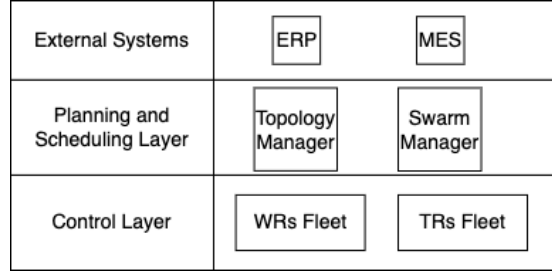 External Systems
ERP
MES
Planning and
Scheduling Layer
Topology
Manager
Swarm
Manager
Control Layer
WRs Fleet
TRs Fleet